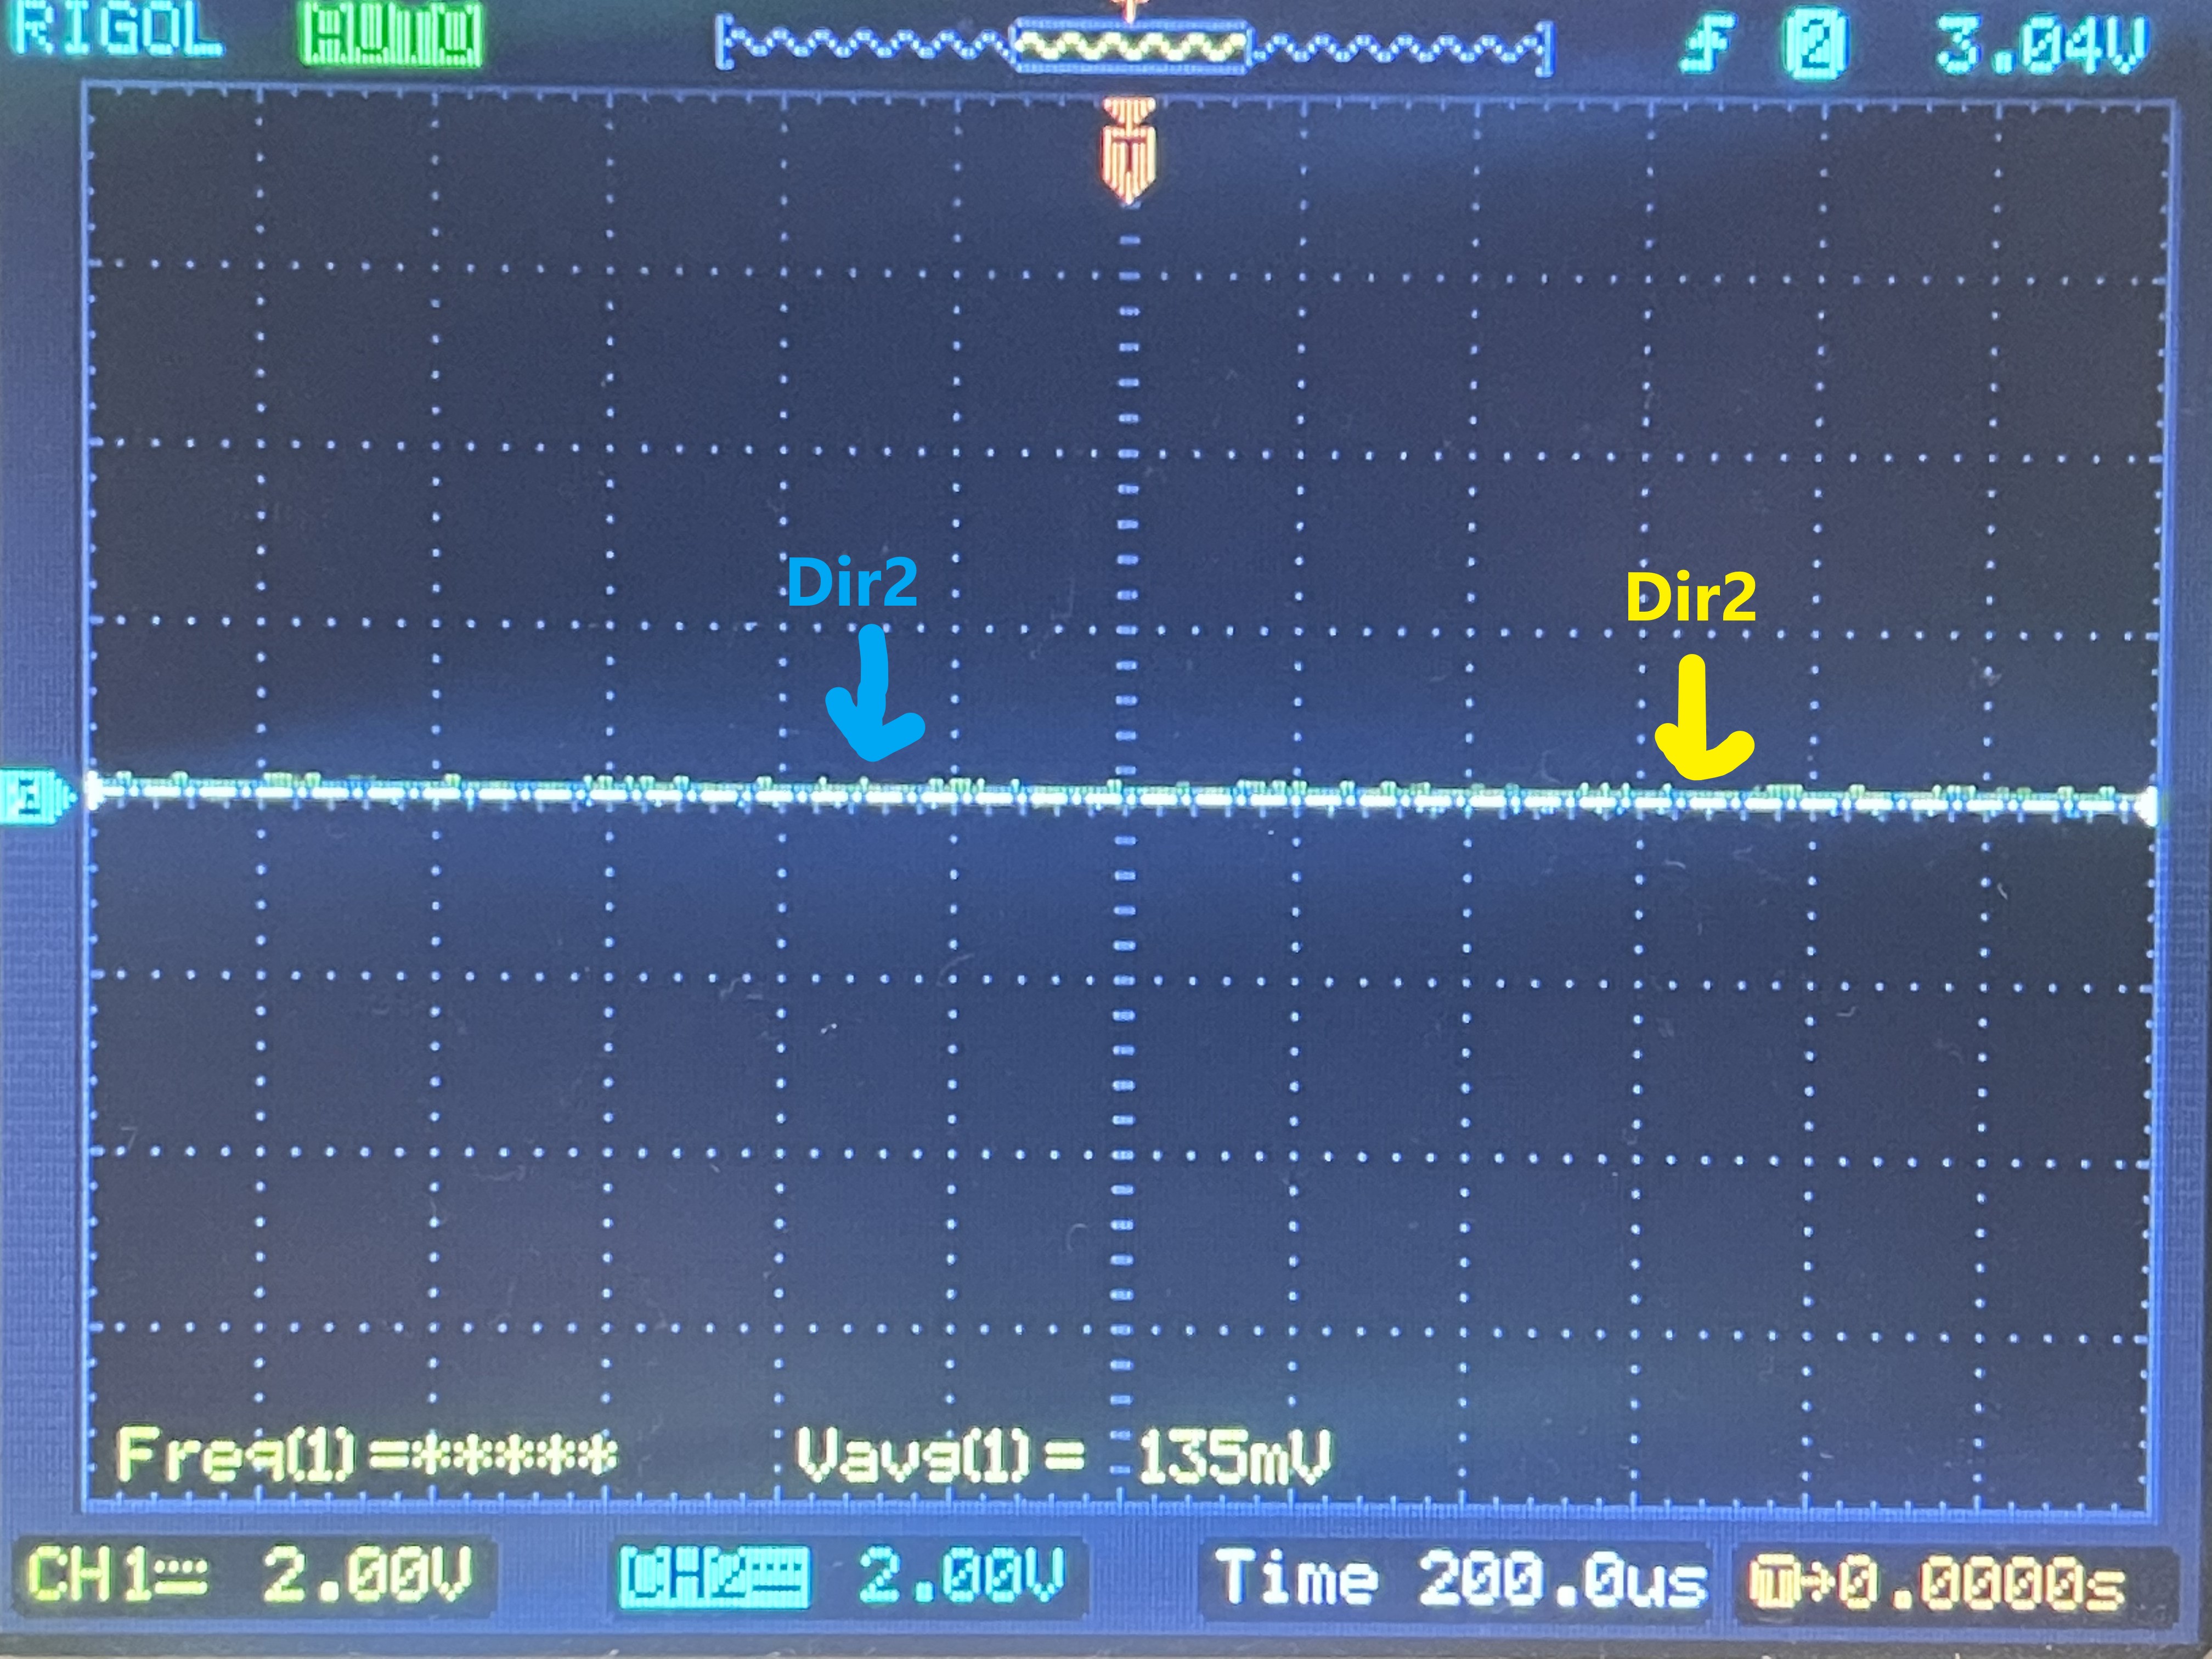 RIGOL AUTO 2 3.04V
T
Dir2 Dir2
2
Freq(1)=***** Vavg(1)= 135mV
CH1 2.00V CH2 2.00V Time 200.0us T→0.0000s